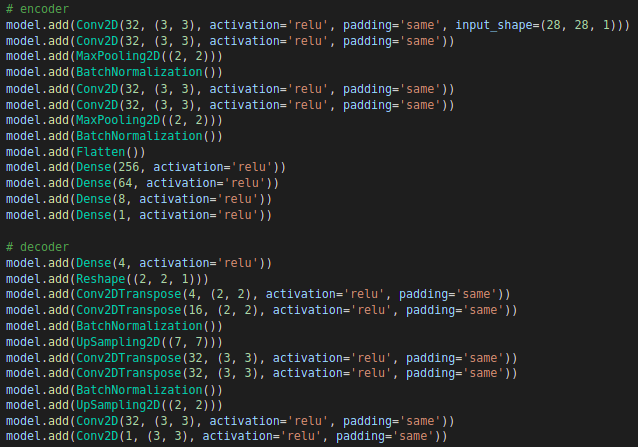 # encoder
model.add(Conv2D(32, (3, 3), activation='relu', padding='same', input_shape=(28, 28, 1)))
model.add(Conv2D(32, (3, 3), activation='relu', padding='same'))
model.add(MaxPooling2D((2, 2)))
model.add(BatchNormalization())
model.add(Conv2D(32, (3, 3), activation='relu', padding='same'))
model.add(Conv2D(32, (3, 3), activation='relu', padding='same'))
model.add(MaxPooling2D((2, 2)))
model.add(BatchNormalization())
model.add(Flatten())
model.add(Dense(256, activation='relu'))
model.add(Dense(64, activation='relu'))
model.add(Dense(8, activation='relu'))
model.add(Dense(1, activation='relu'))

# decoder
model.add(Dense(4, activation='relu'))
model.add(Reshape((2, 2, 1)))
model.add(Conv2DTranspose(4, (2, 2), activation='relu', padding='same'))
model.add(Conv2DTranspose(16, (2, 2), activation='relu', padding='same'))
model.add(BatchNormalization())
model.add(UpSampling2D((7, 7)))
model.add(Conv2DTranspose(32, (3, 3), activation='relu', padding='same'))
model.add(Conv2DTranspose(32, (3, 3), activation='relu', padding='same'))
model.add(BatchNormalization())
model.add(UpSampling2D((2, 2)))
model.add(Conv2D(32, (3, 3), activation='relu', padding='same'))
model.add(Conv2D(1, (3, 3), activation='relu', padding='same'))